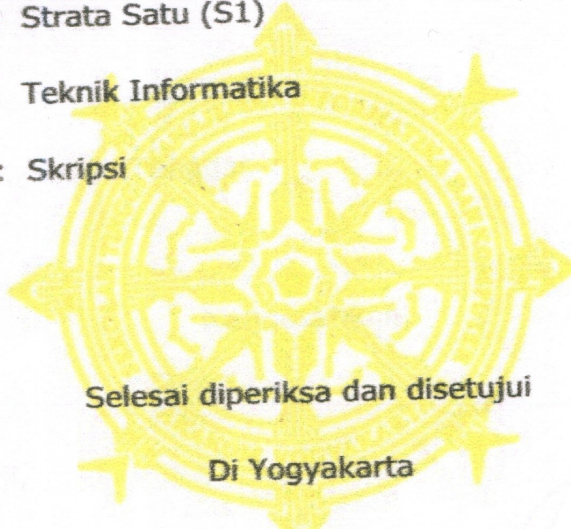 Strata Satu (S1)
Teknik Informatika
: Skripsi
Selesai diperiksa dan disetujui
Di Yogyakarta